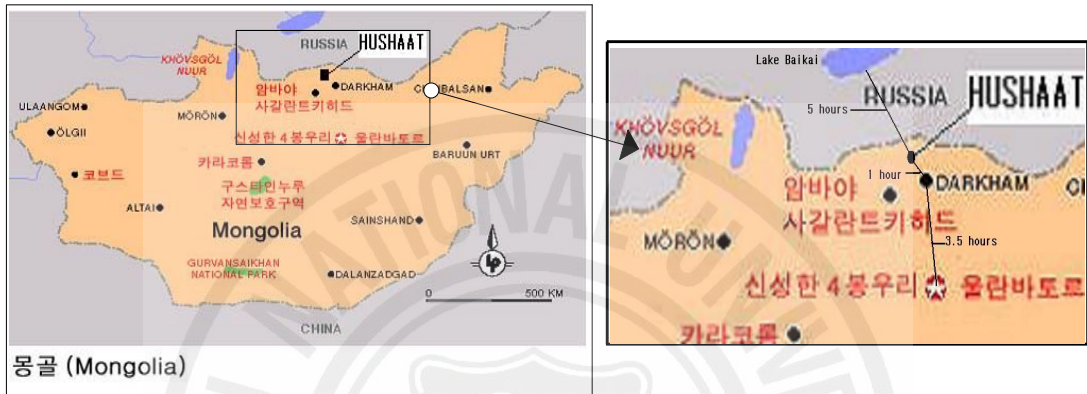 RUSSIA HUSHAAT
KHÖVSGÖL
NUUR
암바야
사갈란트키히드
DARKHAM
CHOIBALSAN
ULAANGOM
ÖLGII
MÖRÖN
신성한 4 봉우리 울란바토르
BARUUN URT
코브드
카라코롬
구스타인누루
자연보호구역
ALTAI
SAINSHAND
Mongolia
GURVANSAIKHAN
NATIONAL PARK
DALANZADGAD
0 500 KM
CHINA
몽골 (Mongolia)
Lake Baikai
RUSSIA HUSHAAT
5 hours
KHÖVSGÖL
NUUR
1 hour
암바야
사갈란트키히드
DARKHAM
MÖRÖN
3.5 hours
신성한 4 봉우리 울란바토르
카라코롬
NATIONAL UNIV